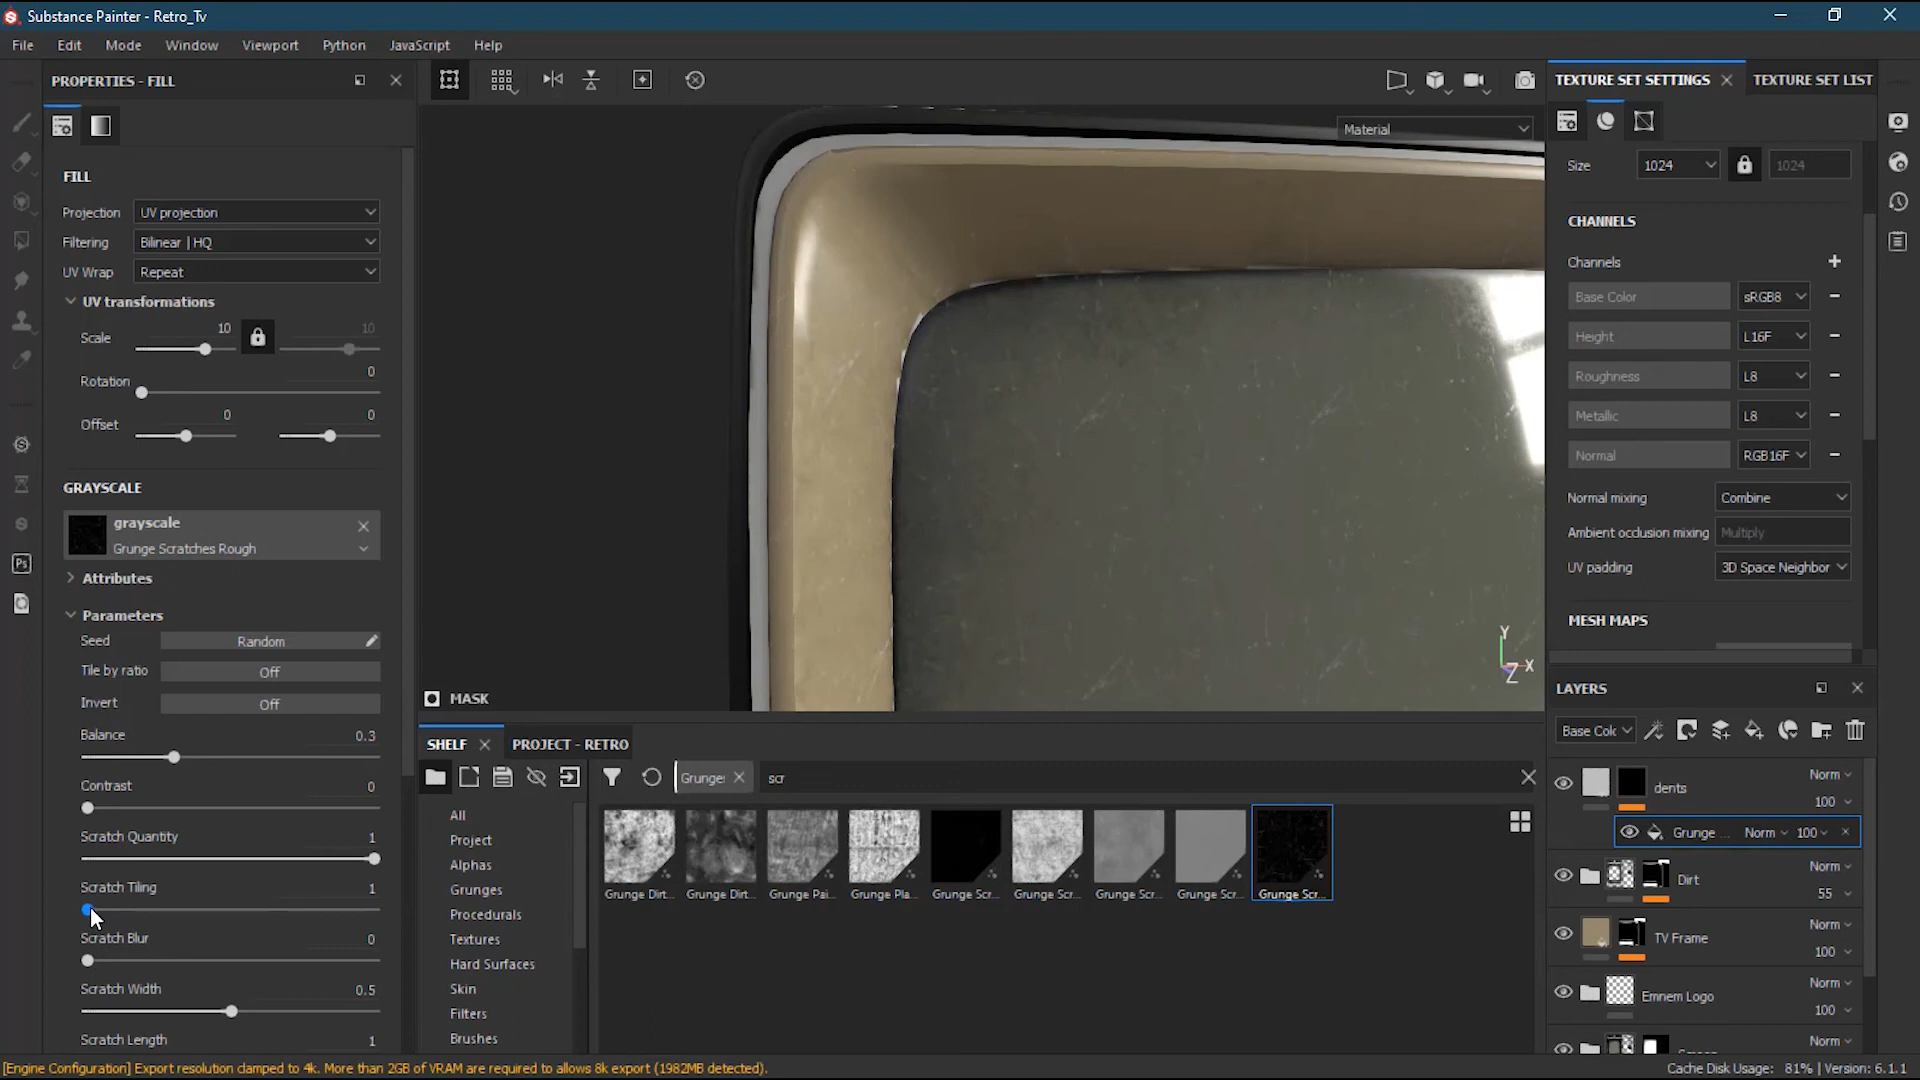 Substance Painter - Retro_Tv
File Edit Mode Window Viewport Python JavaScript Help
PROPERTIES - FILL
FILL
Projection UV projection
Filtering Bilinear | HQ
UV Wrap Repeat
UV transformations
Scale 10 10
Rotation 0
Offset 0 0
GRAYSCALE
grayscale
Grunge Scratches Rough
Attributes
Parameters
Seed Random
Tile by ratio Off
Invert Off
Balance 0.3
Contrast 0
Scratch Quantity 1
Scratch Tiling 1
Scratch Blur 0
Scratch Width 0.5
Scratch Length 1
Ps
Material
Y
X
Z
MASK
SHELF PROJECT - RETRO
Grunge scr
All
Project
Alphas
Grunges
Procedurals
Textures
Hard Surfaces
Skin
Filters
Brushes
Grunge Dirt... Grunge Dirt... Grunge Pai... Grunge Pla... Grunge Scr... Grunge Scr... Grunge Scr... Grunge Scr... Grunge Scr...
TEXTURE SET SETTINGS TEXTURE SET LIST
Size 1024 1024
CHANNELS
Channels
Base Color sRGB8
Height L16F
Roughness L8
Metallic L8
Normal RGB16F
Normal mixing Combine
Ambient occlusion mixing Multiply
UV padding 3D Space Neighbor
MESH MAPS
LAYERS
Base Col
dents Norm 100
Grunge ... Norm 100
Dirt Norm 55
TV Frame Norm 100
Emnem Logo Norm 100
Norm
[Engine Configuration] Export resolution clamped to 4k. More than 2GB of VRAM are required to allows 8k export (1982MB detected).
Cache Disk Usage: 81% | Version: 6.1.1